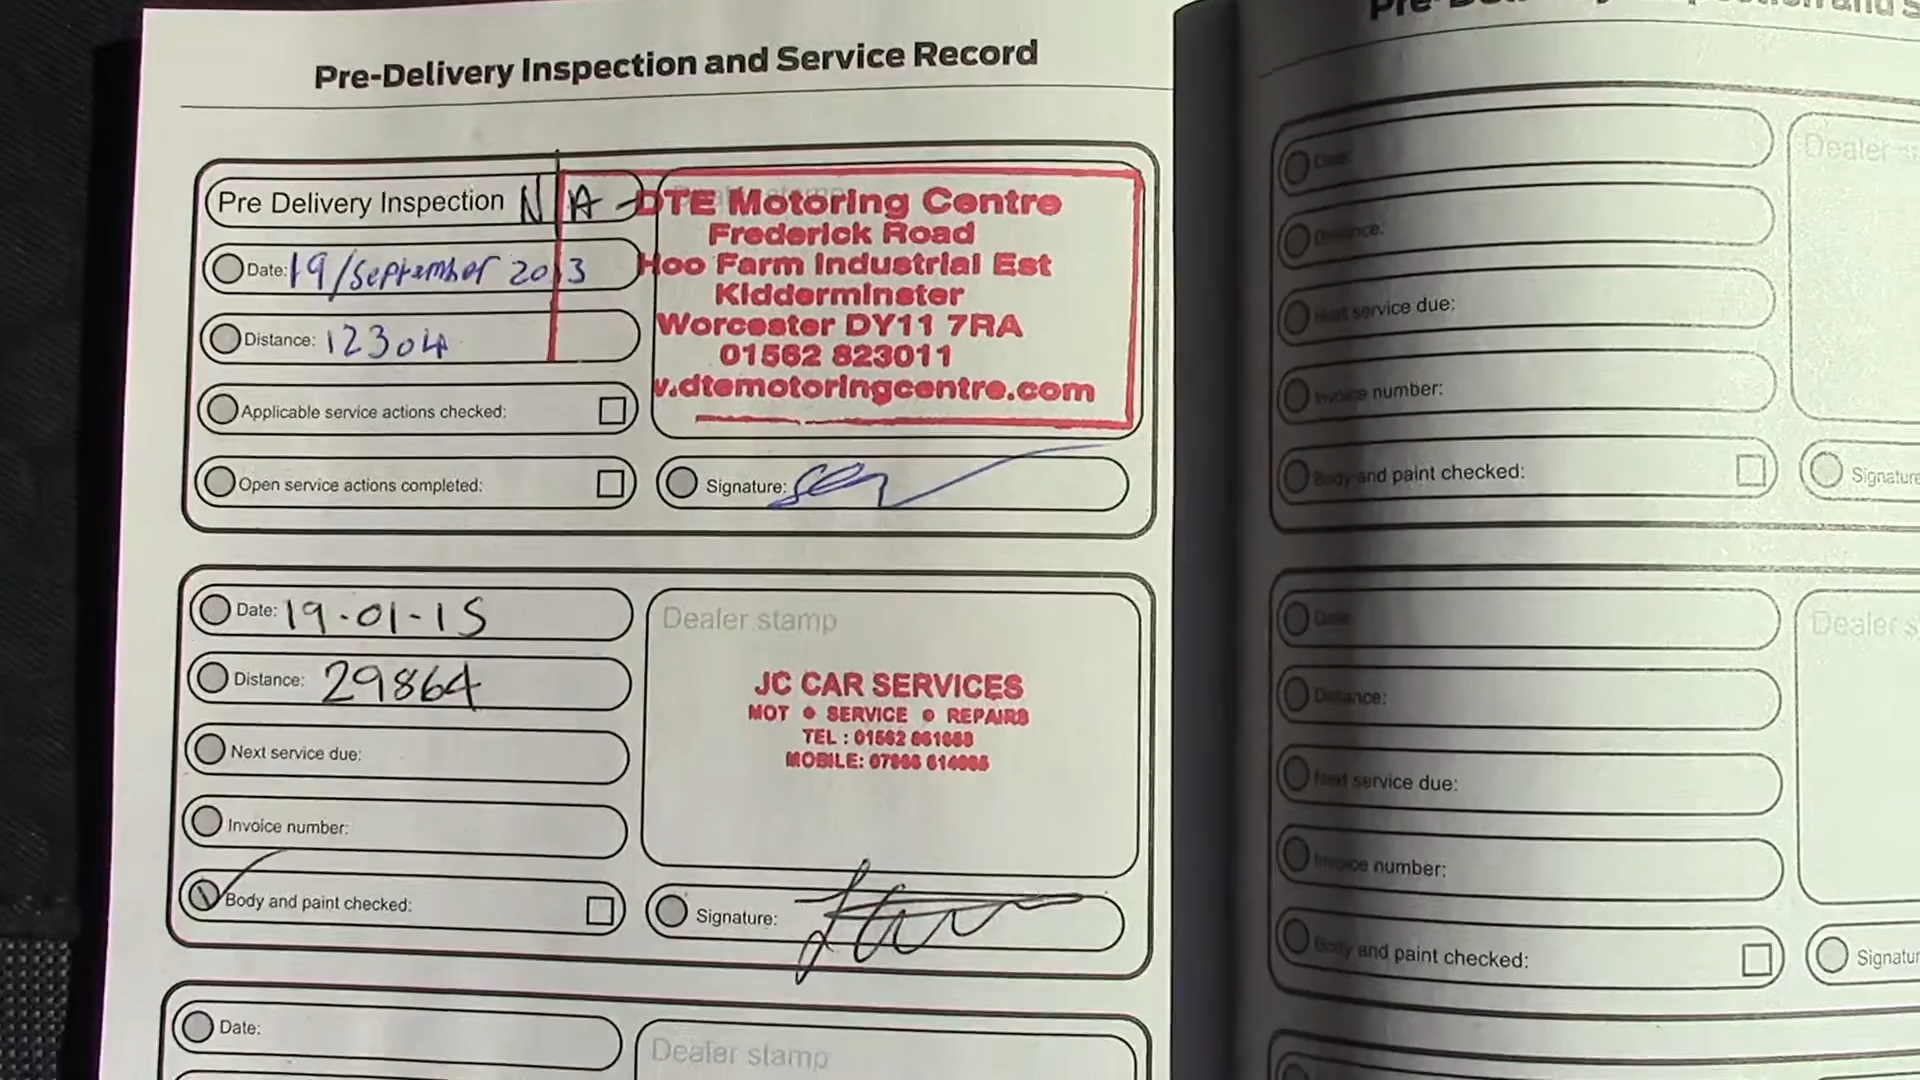 Pre-Delivery Inspection and Service Record
Pre Delivery Inspection N/A
Date: 19/September 2013
Distance: 12304
Applicable service actions checked:
Open service actions completed:
DTE Motoring Centre
Frederick Road
Hoo Farm Industrial Est
Kidderminster
Worcester DY11 7RA
01562 823011
w.dtemotoringcentre.com
Signature:
Date: 19-01-15
Distance: 29864
Next service due:
Invoice number:
Body and paint checked:
Dealer stamp
JC CAR SERVICES
MOT • SERVICE • REPAIRS
TEL : 01562
MOBILE:
Signature:
Date:
Dealer stamp
Date:
Distance:
Next service due:
Invoice number:
Body and paint checked:
Dealer
Signature
Date:
Distance:
Next service due:
Invoice number:
Body and paint checked:
Dealer s
Signatur